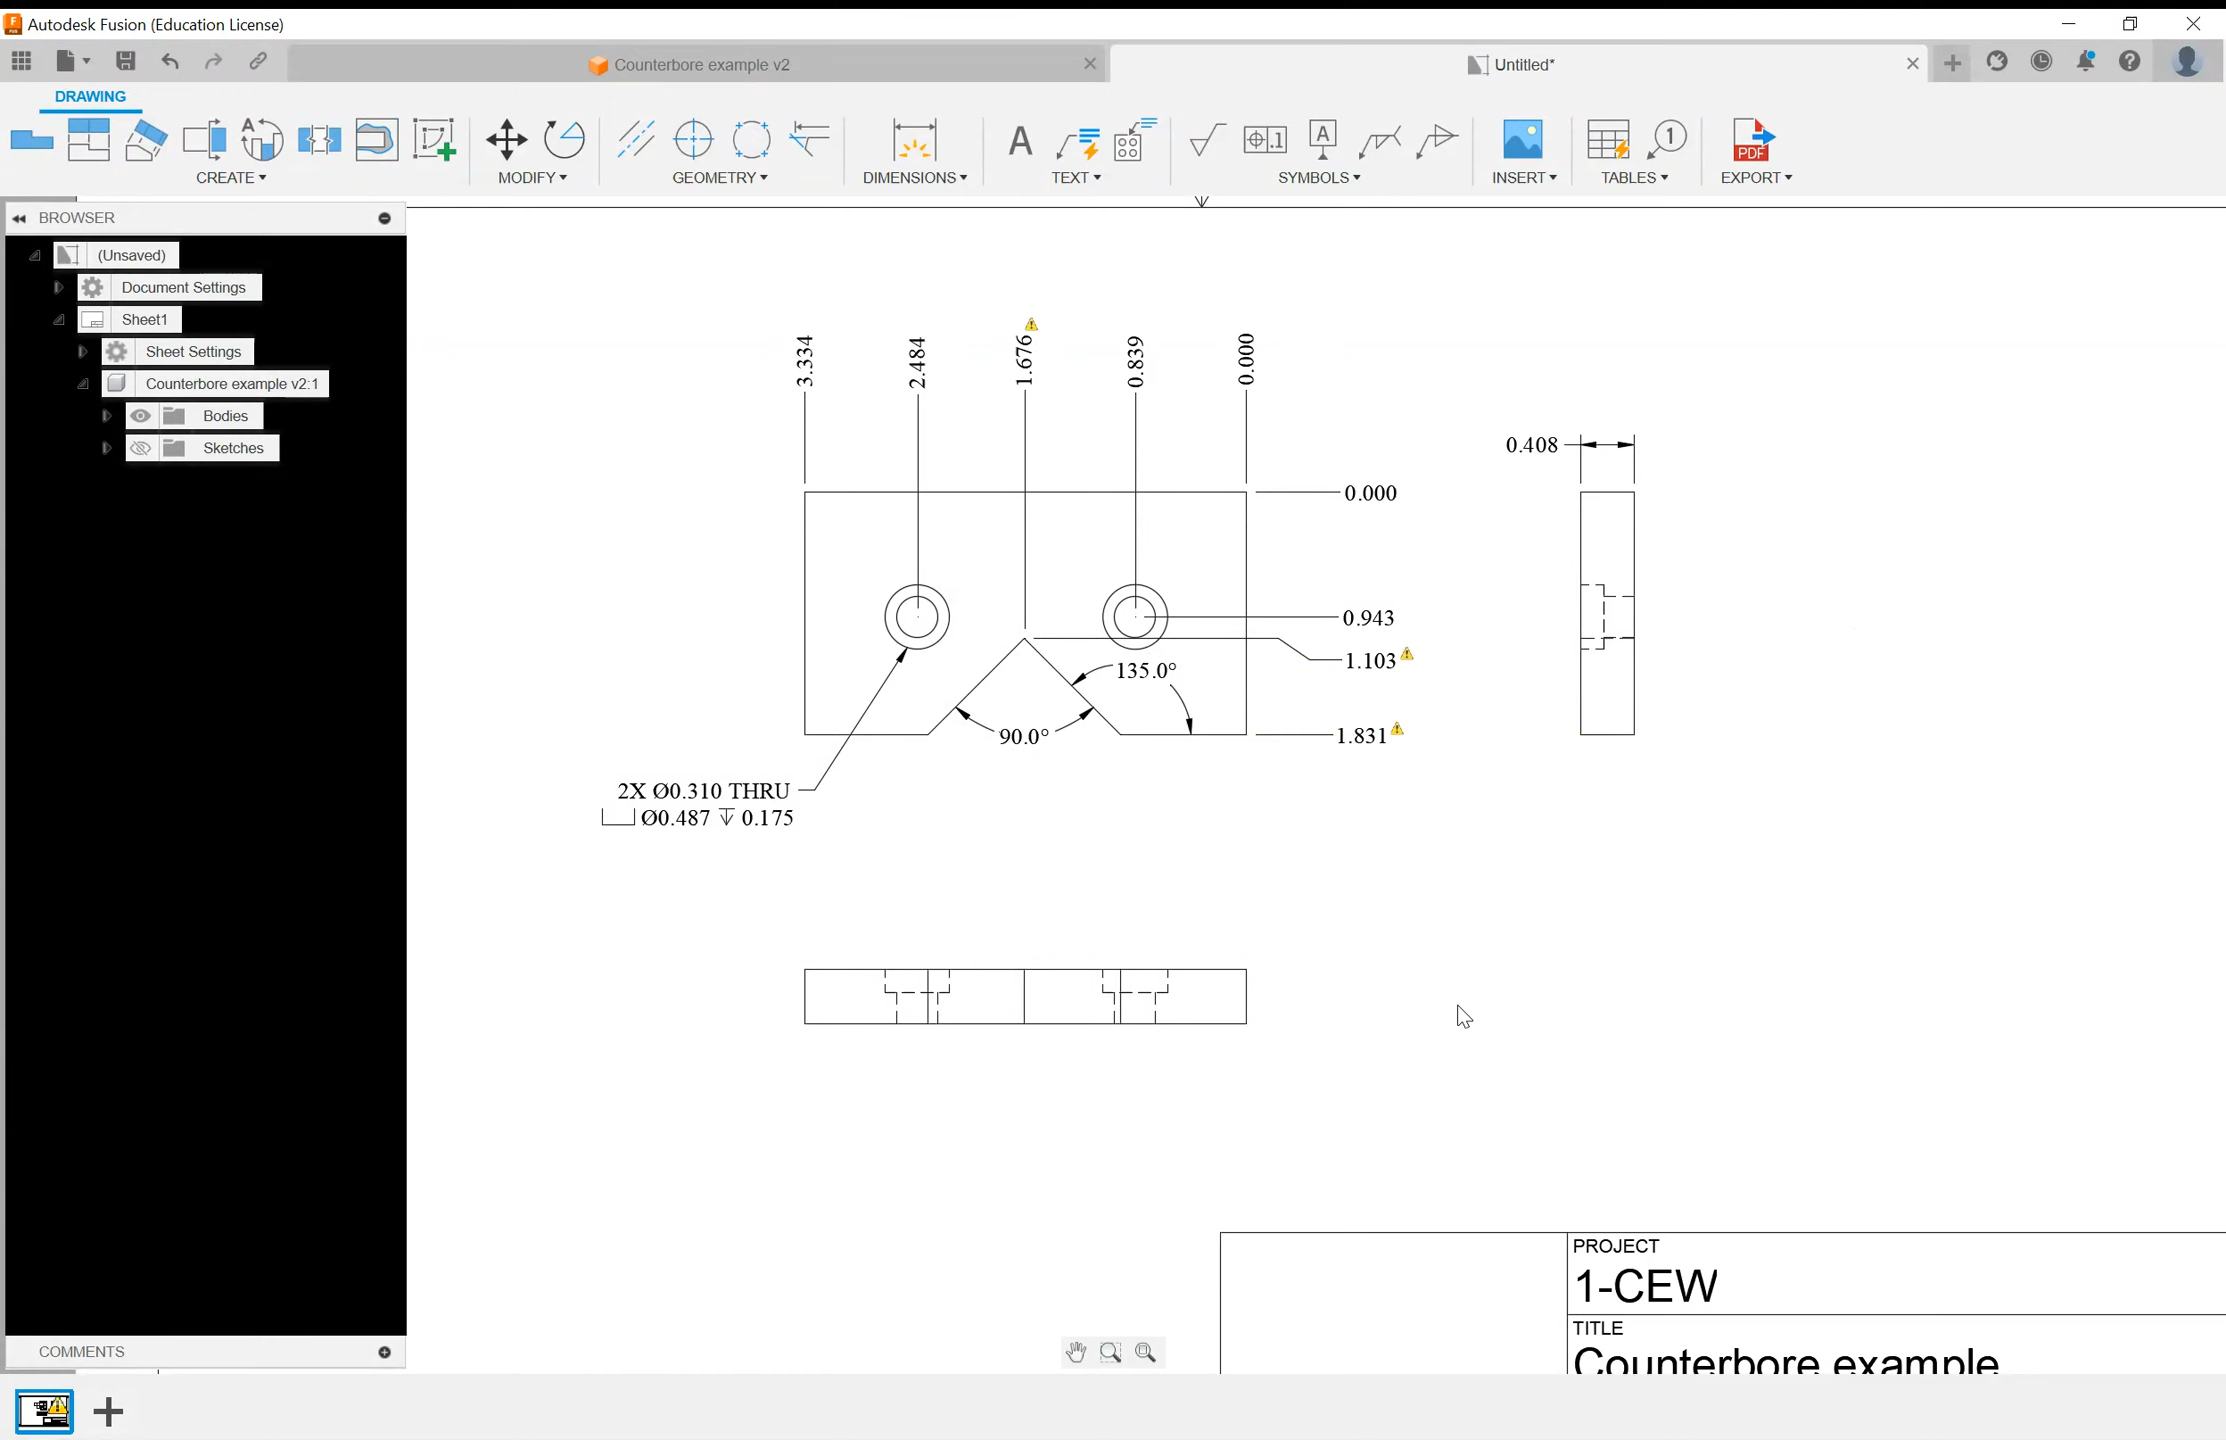 Autodesk Fusion (Education License)
Counterbore example v2
Untitled*
DRAWING
CREATE
MODIFY
GEOMETRY
DIMENSIONS
TEXT
SYMBOLS
INSERT
TABLES
EXPORT
BROWSER
(Unsaved)
Document Settings
Sheet1
Sheet Settings
Counterbore example v2:1
Bodies
Sketches
3.334
2.484
1.676
0.839
0.000
0.408
0.000
0.943
1.103
135.0°
90.0°
1.831
2X Ø0.310 THRU
⌴ Ø0.487 ↧ 0.175
PROJECT
1-CEW
TITLE
Counterbore example
COMMENTS